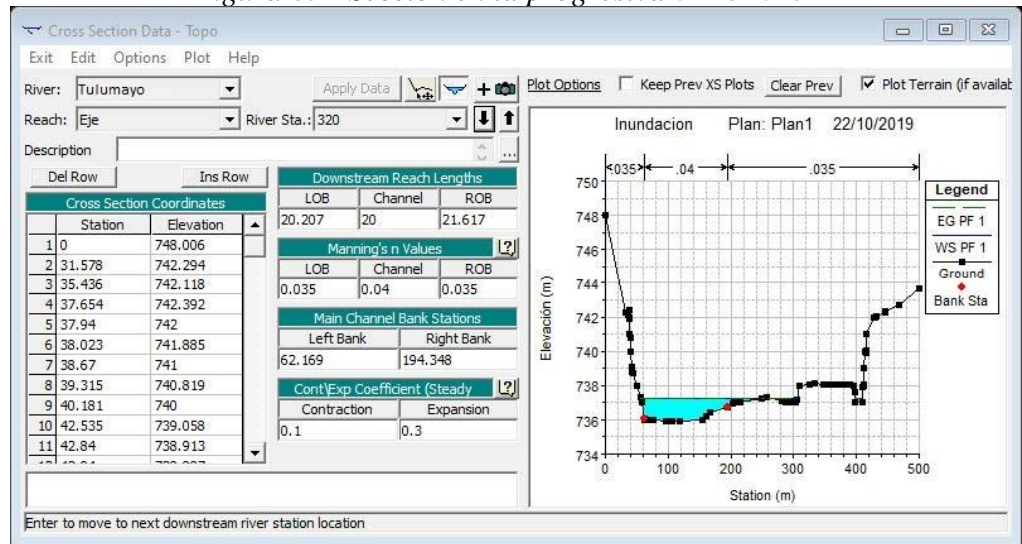 Cross Section Data - Topo
Exit Edit Options Plot Help
River: Tulumayo
Apply Data
Reach: Eje
River Sta.: 320
Description
...
Del Row
Ins Row
Cross Section Coordinates
Station Elevation
1 0 748.006
2 31.578 742.294
3 35.436 742.118
4 37.654 742.392
5 37.94 742
6 38.023 741.885
7 38.67 741
8 39.315 740.819
9 40.181 740
10 42.535 739.058
11 42.84 738.913
Downstream Reach Lengths
LOB Channel ROB
20.207 20 21.617
Manning's n Values
LOB Channel ROB
0.035 0.04 0.035
Main Channel Bank Stations
Left Bank Right Bank
62.169 194.348
Cont\Exp Coefficient (Steady
Contraction Expansion
0.1 0.3
Plot Options
Keep Prev XS Plots
Clear Prev
Plot Terrain (if availab
Inundacion Plan: Plan1 22/10/2019
.035 .04 .035
750
748
746
744
742
740
738
736
734
Elevación (m)
0 100 200 300 400 500
Station (m)
Legend
EG PF 1
WS PF 1
Ground
Bank Sta
Enter to move to next downstream river station location